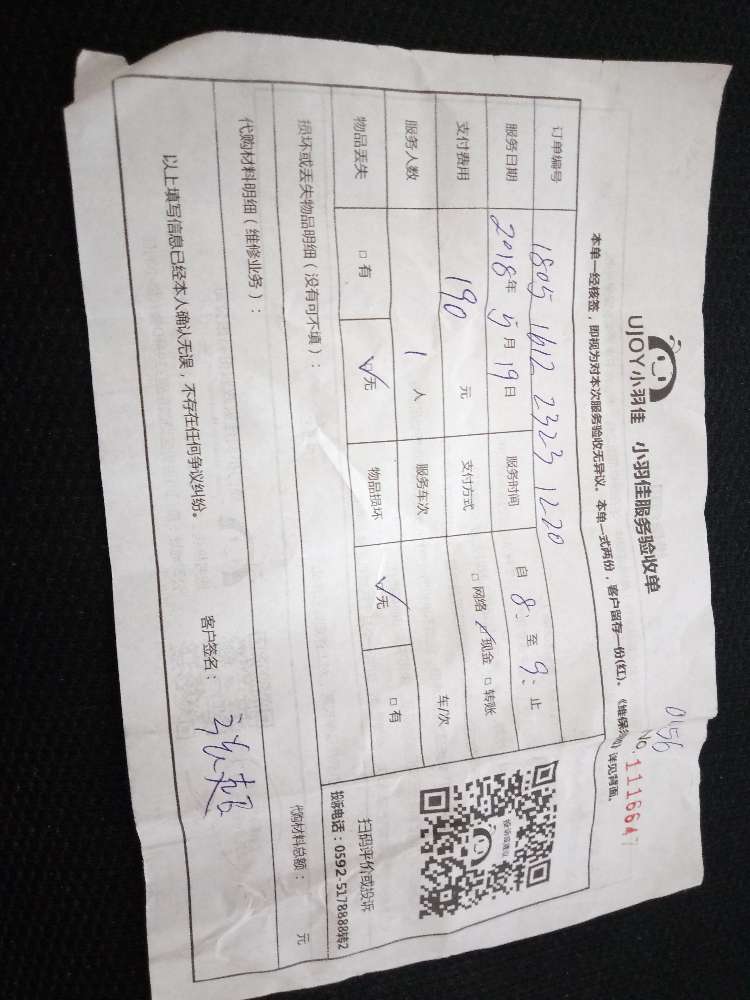 UJOY小羽佳 小羽佳服务验收单
0456
No. 1116647
本单一经核签，即视为对本次服务验收无异议。本单一式两份，客户留存一份(红)。《维保 》详见背面。
订单编号 1805 1612 2323 1220
服务日期 2018年 5月 19日 服务时间 自 8: 至 9: 止
支付费用 190 元 支付方式 □ 网络 ☑ 现金 □ 转账
服务人数 1 人 服务车次 车/次
物品丢失 □ 有 ☑ 无 物品损坏 ☑ 无 □ 有
扫码评价或投诉
投诉电话：0592-5178888转2
损坏或丢失物品明细（没有可不填）：
代购材料明细（维修业务）： 代购材料总额： 元
以上填写信息已经本人确认无误，不存在任何争议纠纷。 客户签名：